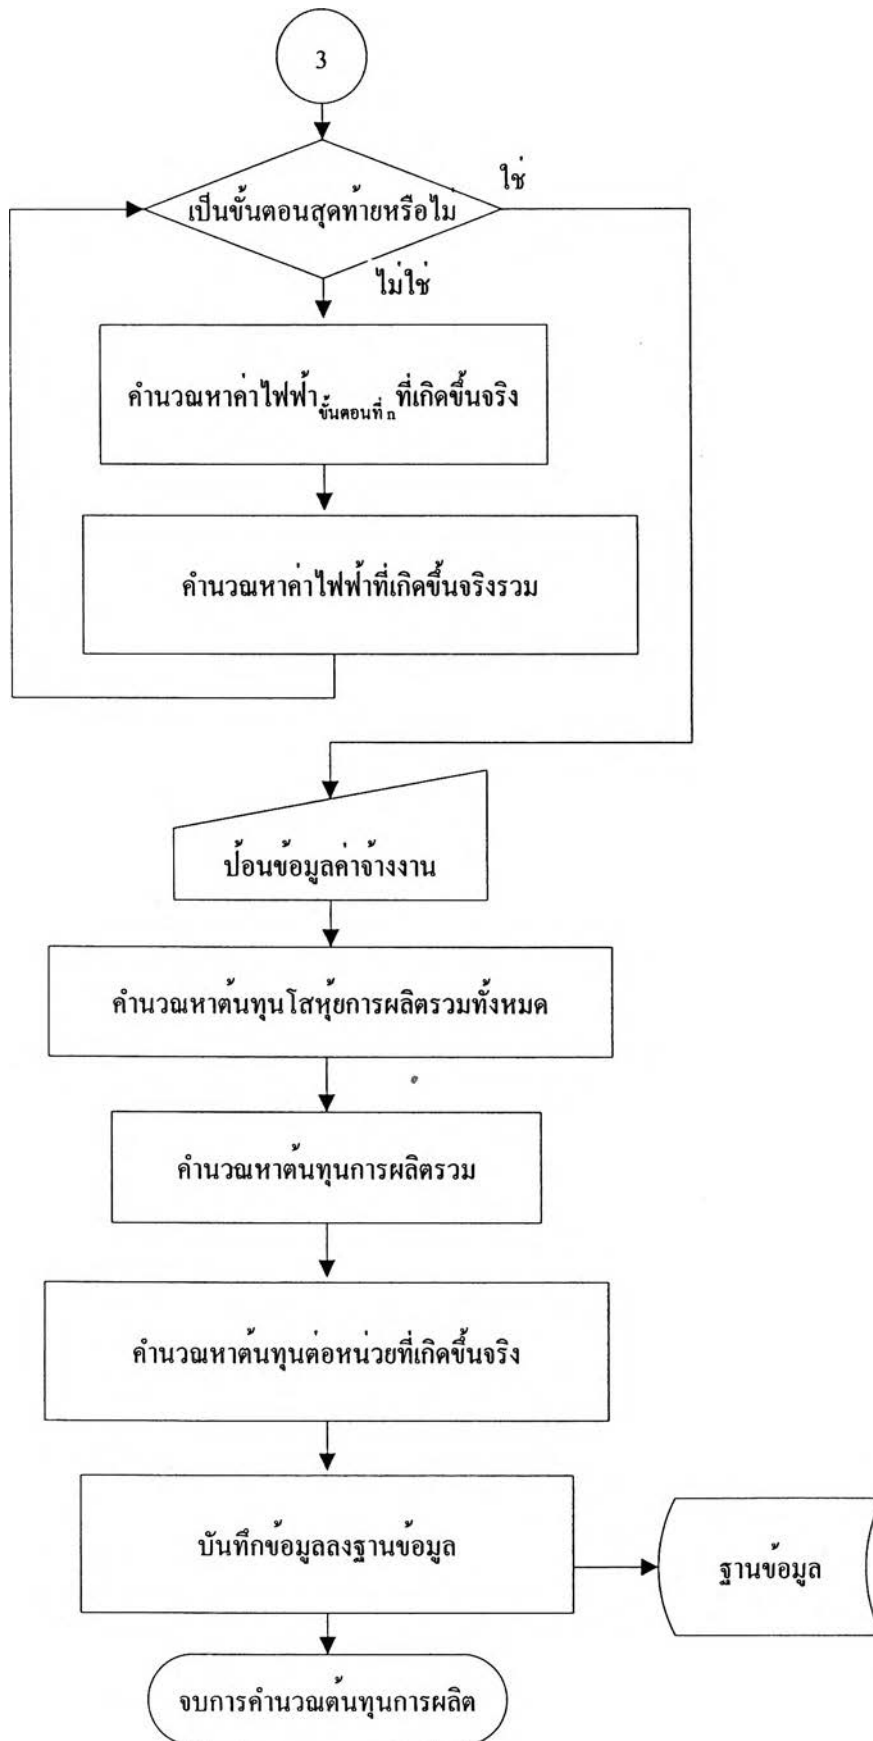 3
ใช่
เป็นขั้นตอนสุดท้ายหรือไม่
ไม่ใช่
คำนวณหาค่าไฟฟ้าขั้นตอนที่ nที่เกิดขึ้นจริง
คำนวณหาค่าไฟฟ้าที่เกิดขึ้นจริงรวม
ป้อนข้อมูลค่าจ้างงาน
คำนวณหาต้นทุนโสหุ้ยการผลิตรวมทั้งหมด
คำนวณหาต้นทุนการผลิตรวม
คำนวณหาต้นทุนต่อหน่วยที่เกิดขึ้นจริง
บันทึกข้อมูลลงฐานข้อมูล
ฐานข้อมูล
จบการคำนวณต้นทุนการผลิต